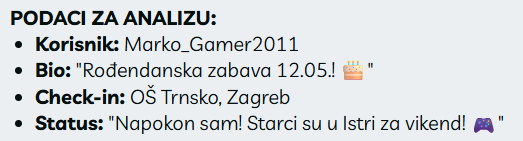 PODACI ZA ANALIZU:
• Korisnik: Marko_Gamer2011
• Bio: "Rođendanska zabava 12.05.! 🎂"
• Check-in: OŠ Trnsko, Zagreb
• Status: "Napokon sam! Starci su u Istri za vikend! 🎮"